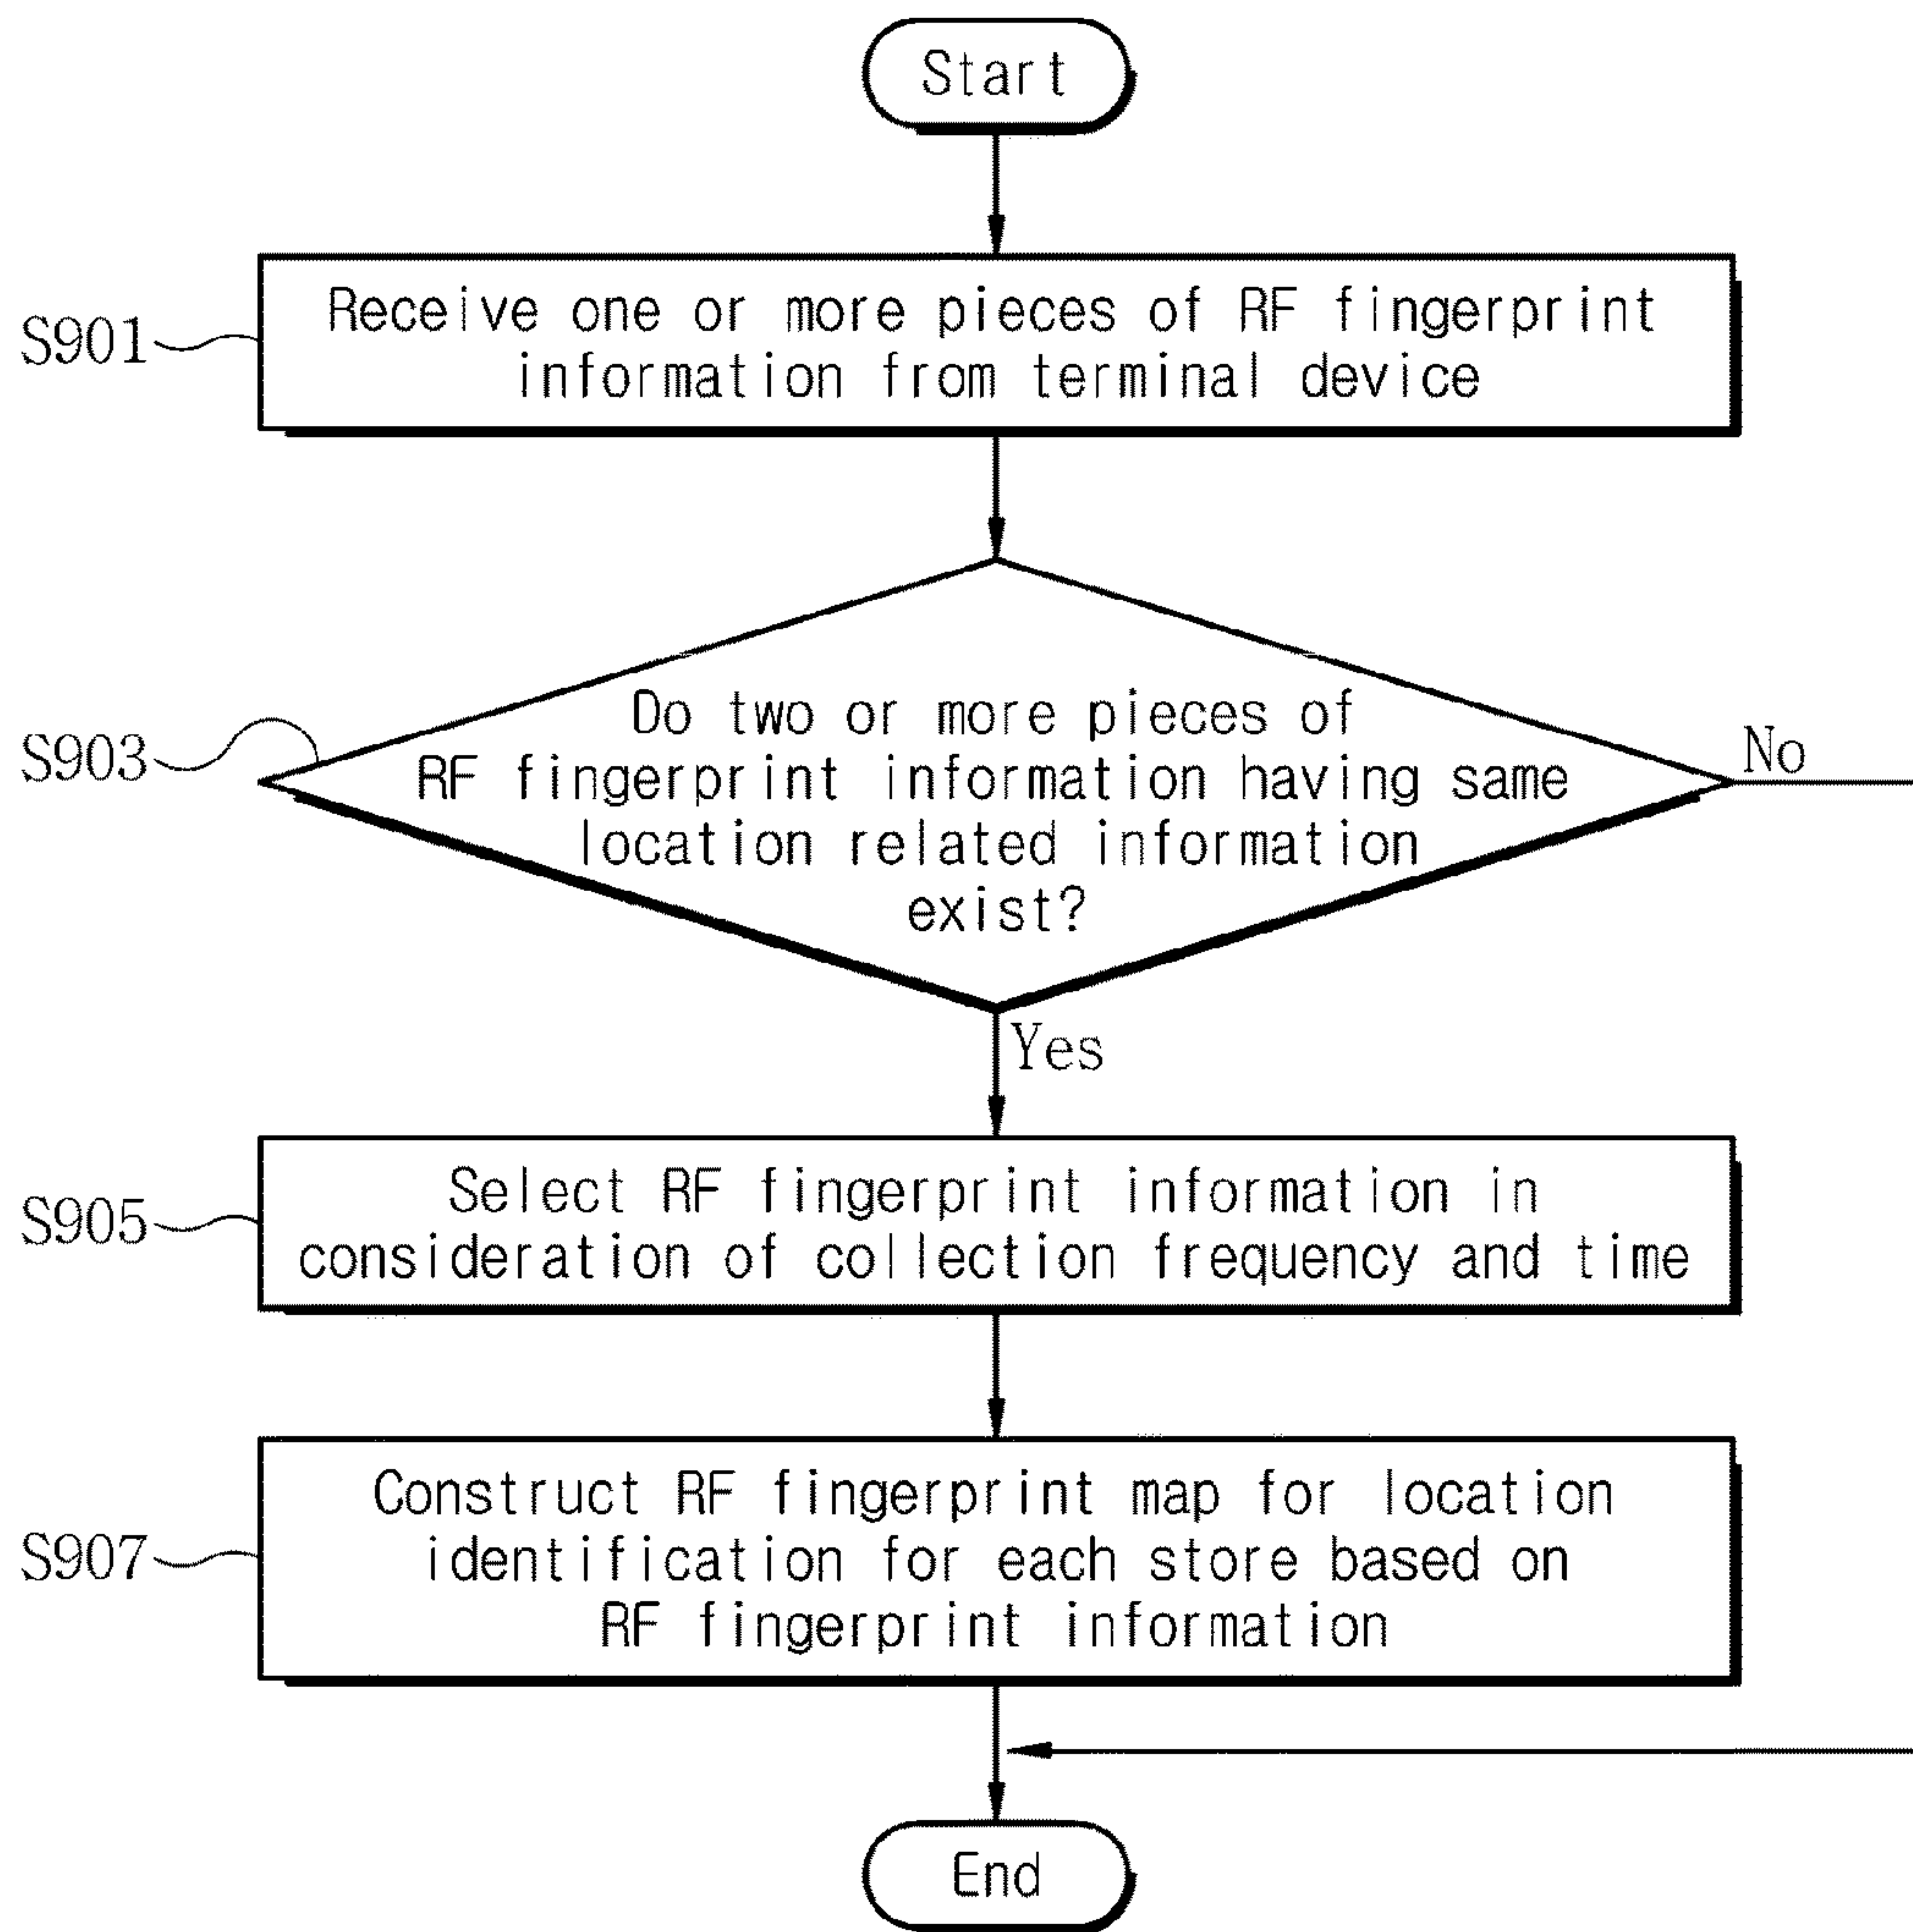 Start
S901
Receive one or more pieces of RF fingerprint
information from terminal device
S903
Do two or more pieces of
RF fingerprint information having same
location related information
exist?
No
Yes
S905
Select RF fingerprint information in
consideration of collection frequency and time
S907
Construct RF fingerprint map for location
identification for each store based on
RF fingerprint information
End